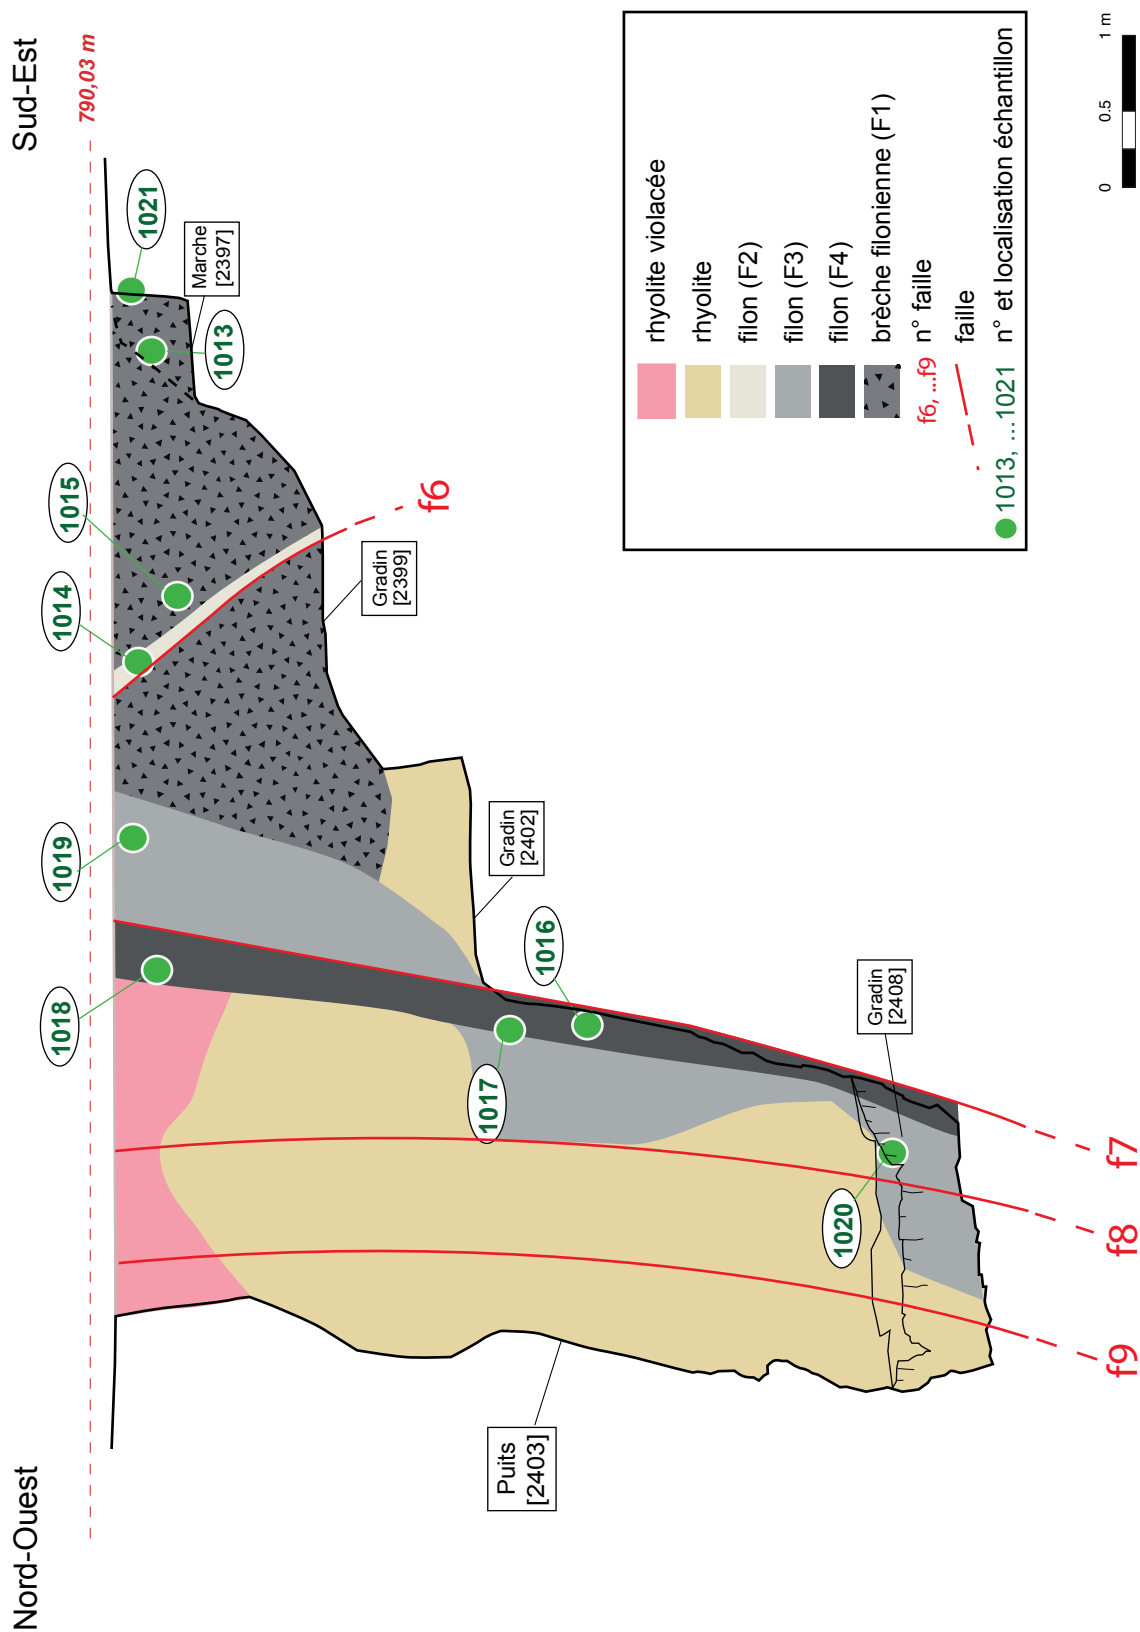 Nord-Ouest
Sud-Est
790,03 m
1018
1019
1014
1015
1021
Marche
[2397]
1013
f6
Gradin
[2399]
Gradin
[2402]
1016
1017
Puits
[2403]
1020
Gradin
[2408]
f9
f8
f7
rhyolite violacée
rhyolite
filon (F2)
filon (F3)
filon (F4)
brèche filonienne (F1)
f6, ...f9 n° faille
faille
1013, ...1021 n° et localisation échantillon
0 0.5 1 m